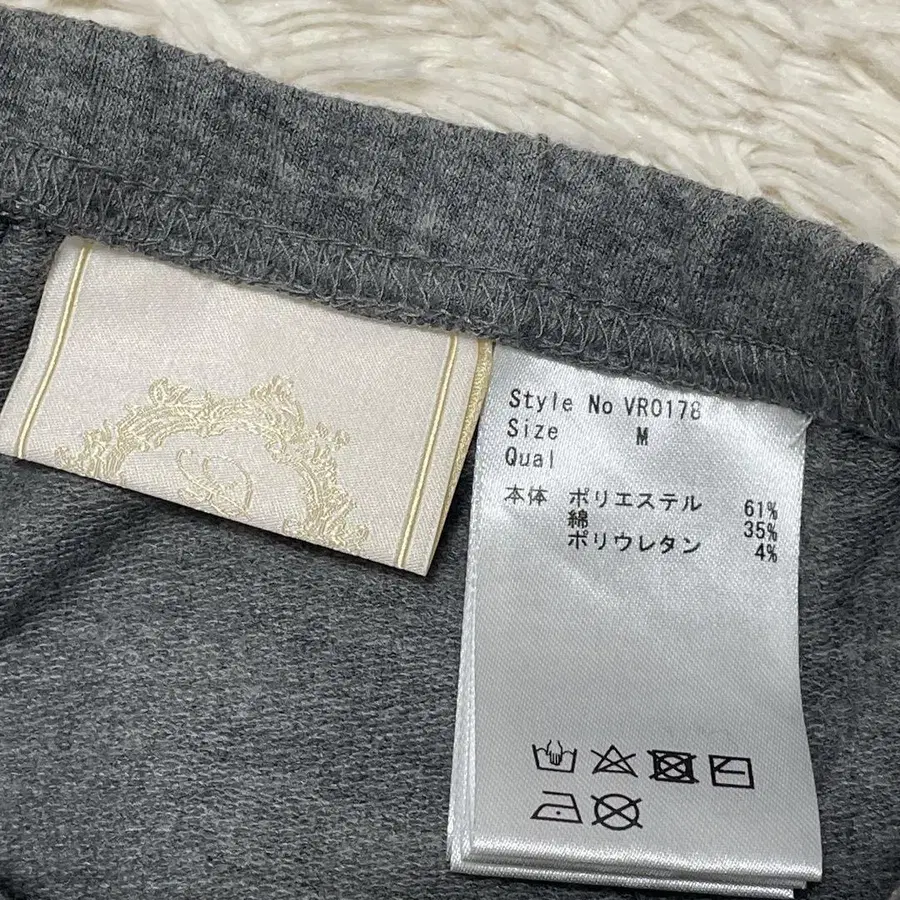 Style No VR0178
Size M
Qual
本体 ポリエステル 61%
綿 35%
ポリウレタン 4%